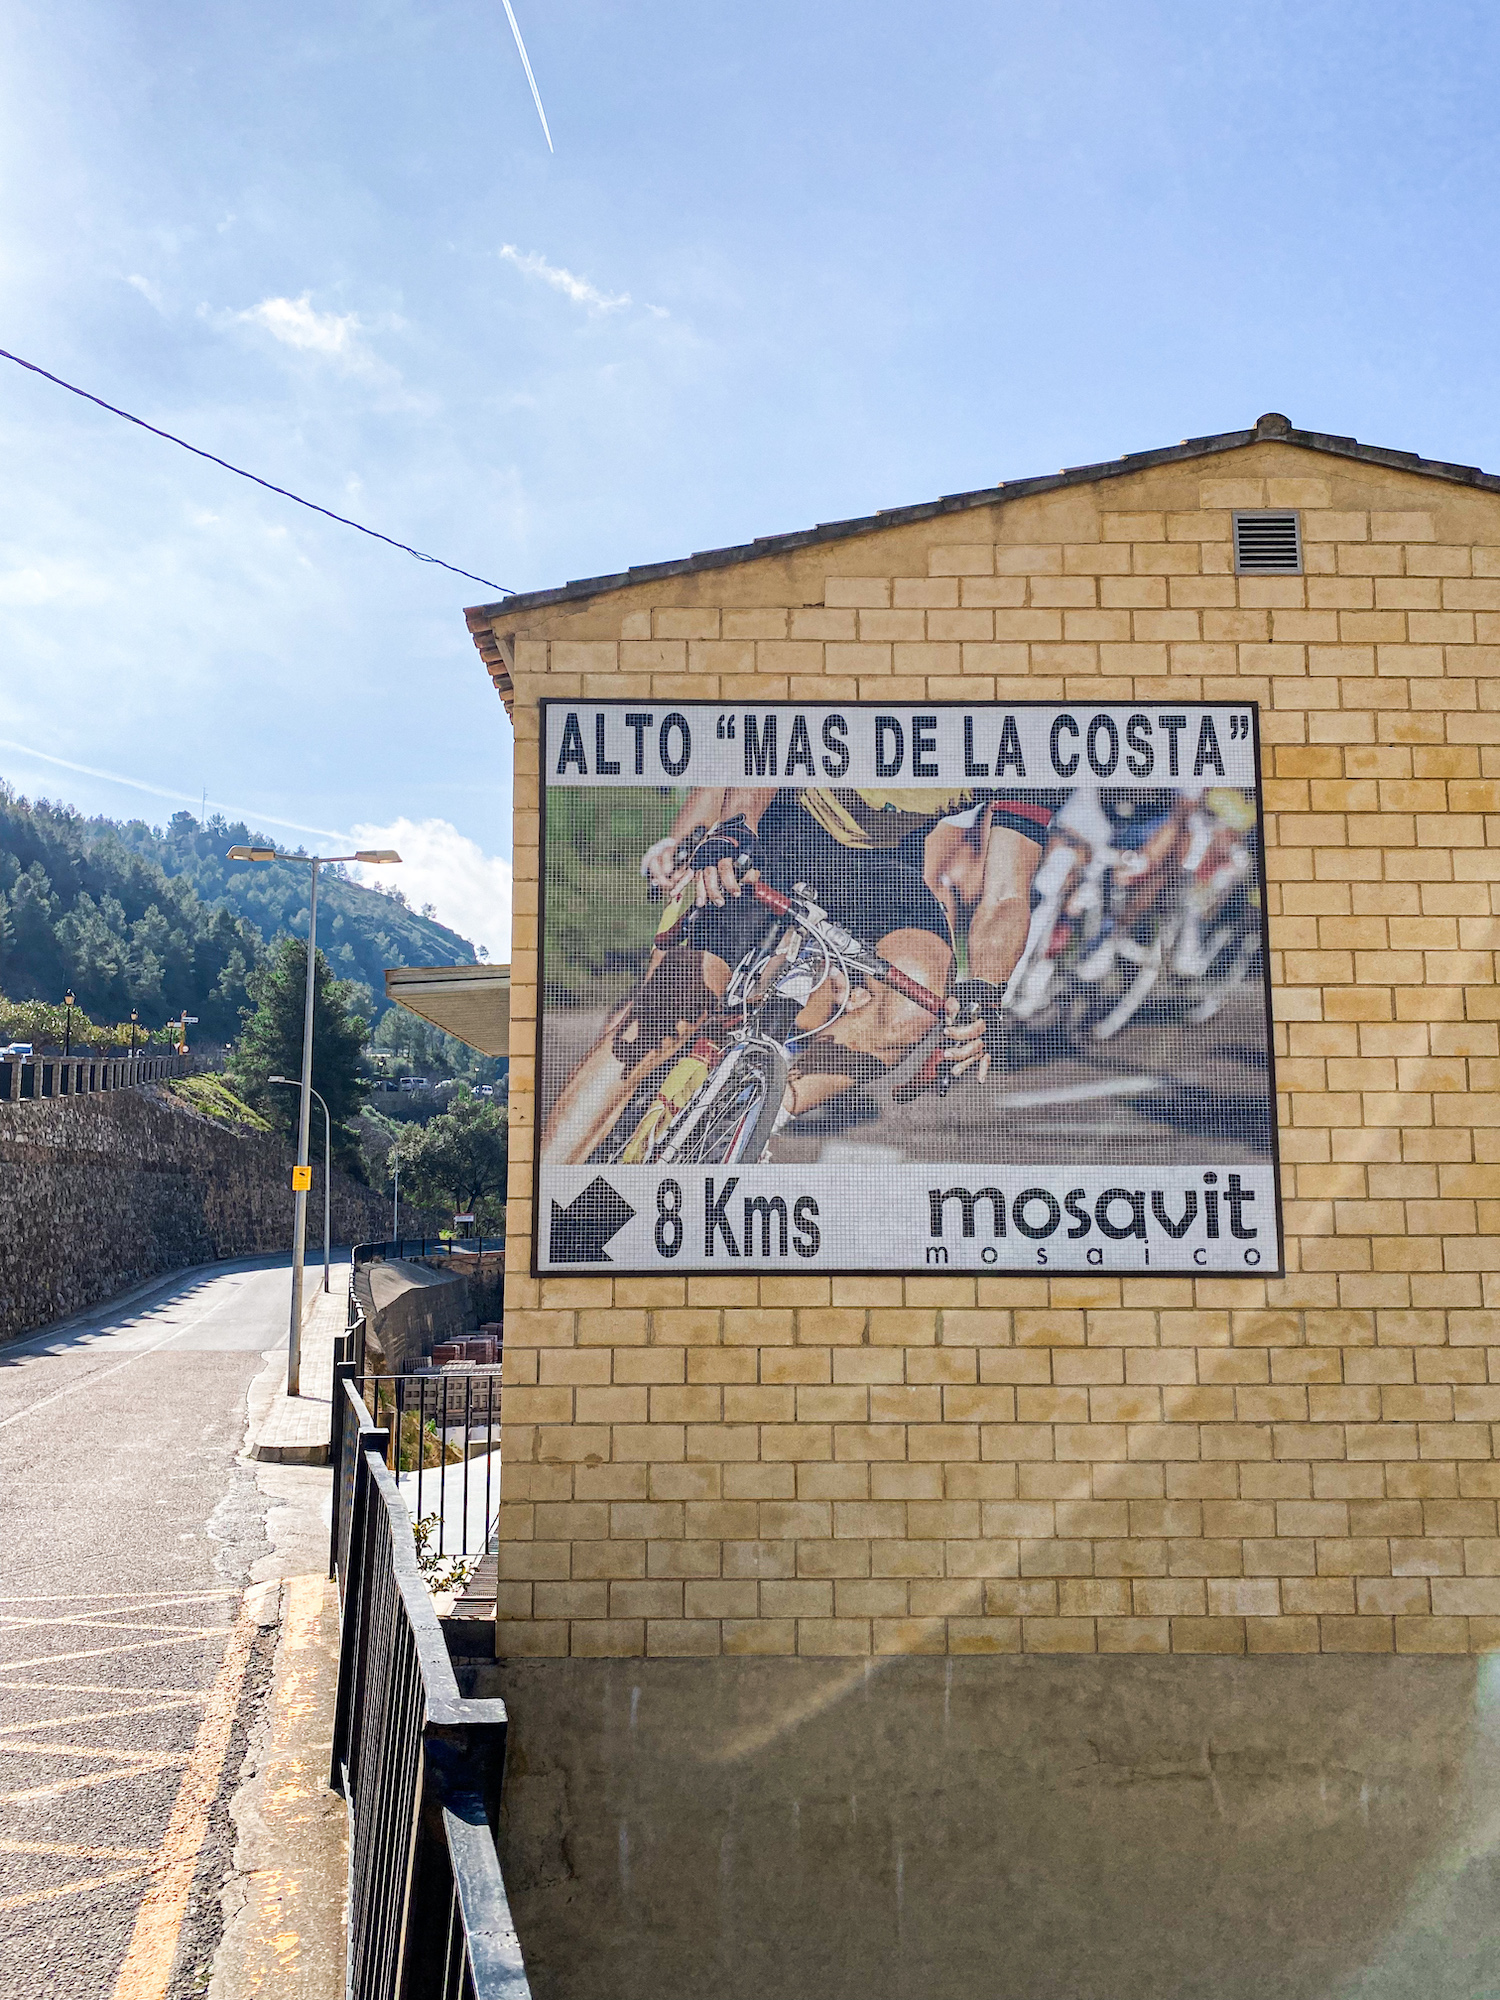 ALTO “MAS DE LA COSTA”
8 Kms
mosavit
mosaico